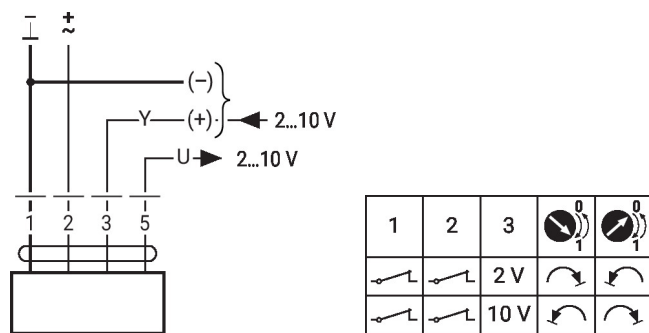 – +
⊥ ~
(–)
Y (+) 2...10 V
U 2...10 V
1 2 3 5
1 2 3 0 1 0 1
2 V
10 V